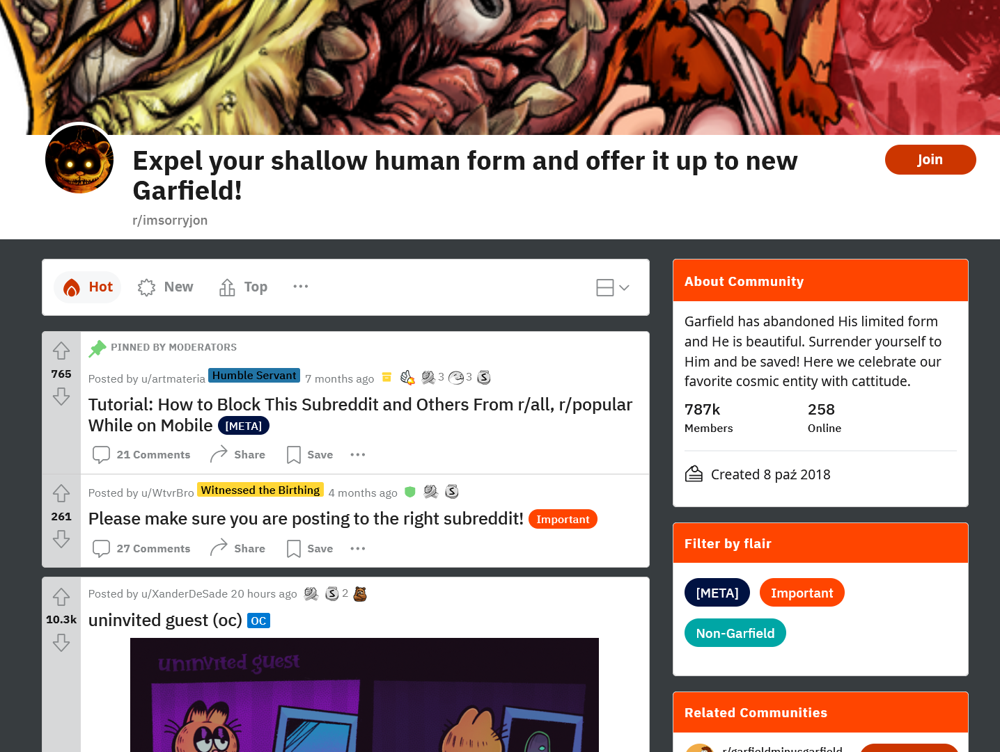 Expel your shallow human form and offer it up to new
Garfield!
r/imsorryjon
Join
Hot
New
Top
PINNED BY MODERATORS
765
Posted by u/artmateria Humble Servant 7 months ago 3 3
Tutorial: How to Block This Subreddit and Others From r/all, r/popular
While on Mobile [META]
21 Comments Share Save
Posted by u/WtvrBro Witnessed the Birthing 4 months ago
261
Please make sure you are posting to the right subreddit! Important
27 Comments Share Save
Posted by u/XanderDeSade 20 hours ago 2
10.3k
uninvited guest (oc) OC
uninvited guest
About Community
Garfield has abandoned His limited form
and He is beautiful. Surrender yourself to
Him and be saved! Here we celebrate our
favorite cosmic entity with cattitude.
787k 258
Members Online
Created 8 paź 2018
Filter by flair
[META] Important
Non-Garfield
Related Communities
r/garfieldminusgarfield